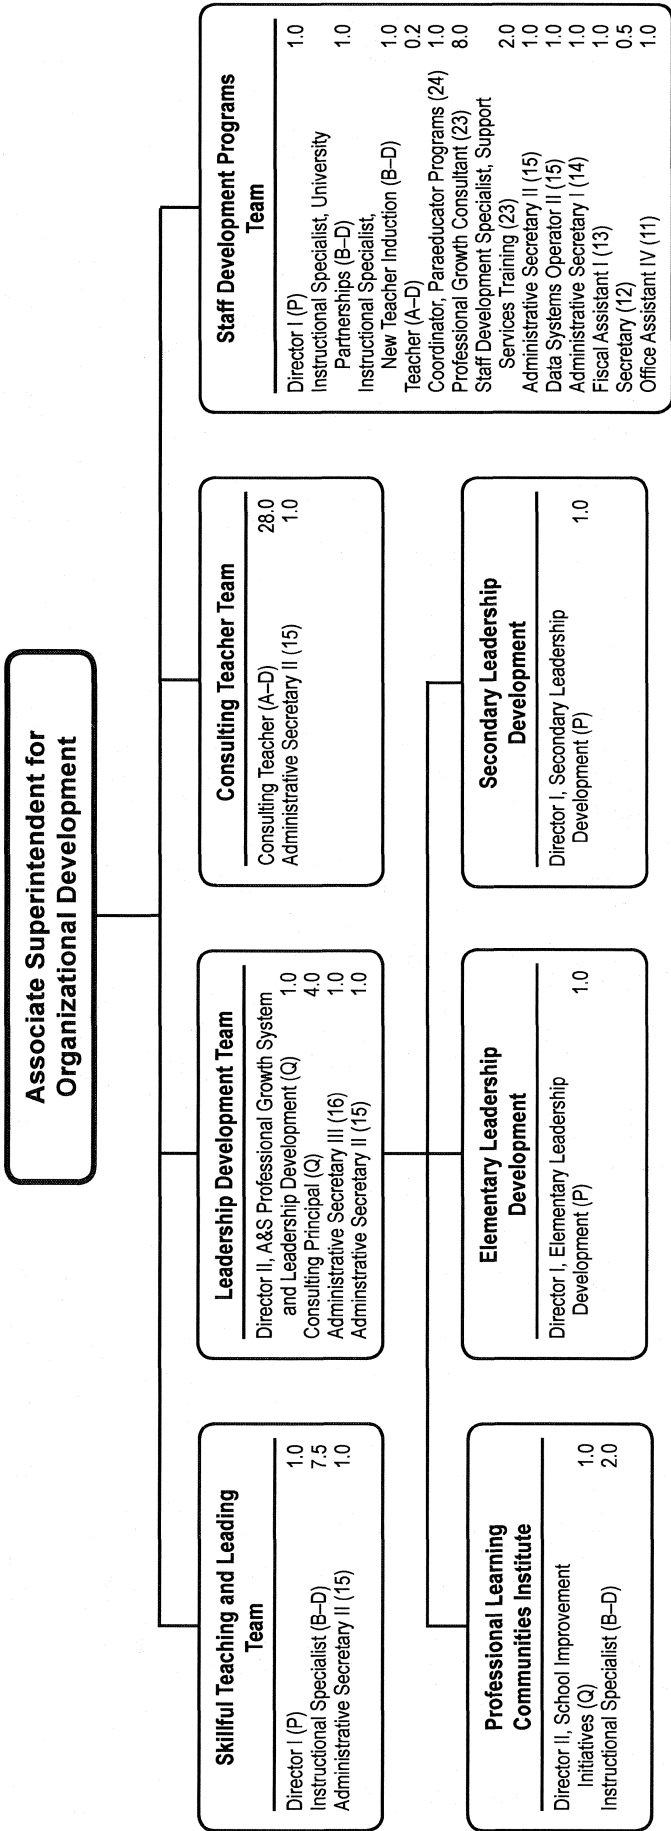 Associate Superintendent for
Organizational Development
Skillful Teaching and Leading
Team
Director I (P) 1.0
Instructional Specialist (B–D) 7.5
Administrative Secretary II (15) 1.0
Leadership Development Team
Director II, A&S Professional Growth System
and Leadership Development (Q) 1.0
Consulting Principal (Q) 4.0
Administrative Secretary III (16) 1.0
Adminstrative Secretary II (15) 1.0
Consulting Teacher Team
Consulting Teacher (A–D) 28.0
Administrative Secretary II (15) 1.0
Staff Development Programs
Team
Director I (P) 1.0
Instructional Specialist, University
Partnerships (B–D) 1.0
Instructional Specialist,
New Teacher Induction (B–D) 1.0
Teacher (A–D) 0.2
Coordinator, Paraeducator Programs (24) 1.0
Professional Growth Consultant (23) 8.0
Staff Development Specialist, Support
Services Training (23) 2.0
Administrative Secretary II (15) 1.0
Data Systems Operator II (15) 1.0
Administrative Secretary I (14) 1.0
Fiscal Assistant I (13) 1.0
Secretary (12) 0.5
Office Assistant IV (11) 1.0
Professional Learning
Communities Institute
Director II, School Improvement
Initiatives (Q) 1.0
Instructional Specialist (B–D) 2.0
Elementary Leadership
Development
Director I, Elementary Leadership
Development (P) 1.0
Secondary Leadership
Development
Director I, Secondary Leadership
Development (P) 1.0